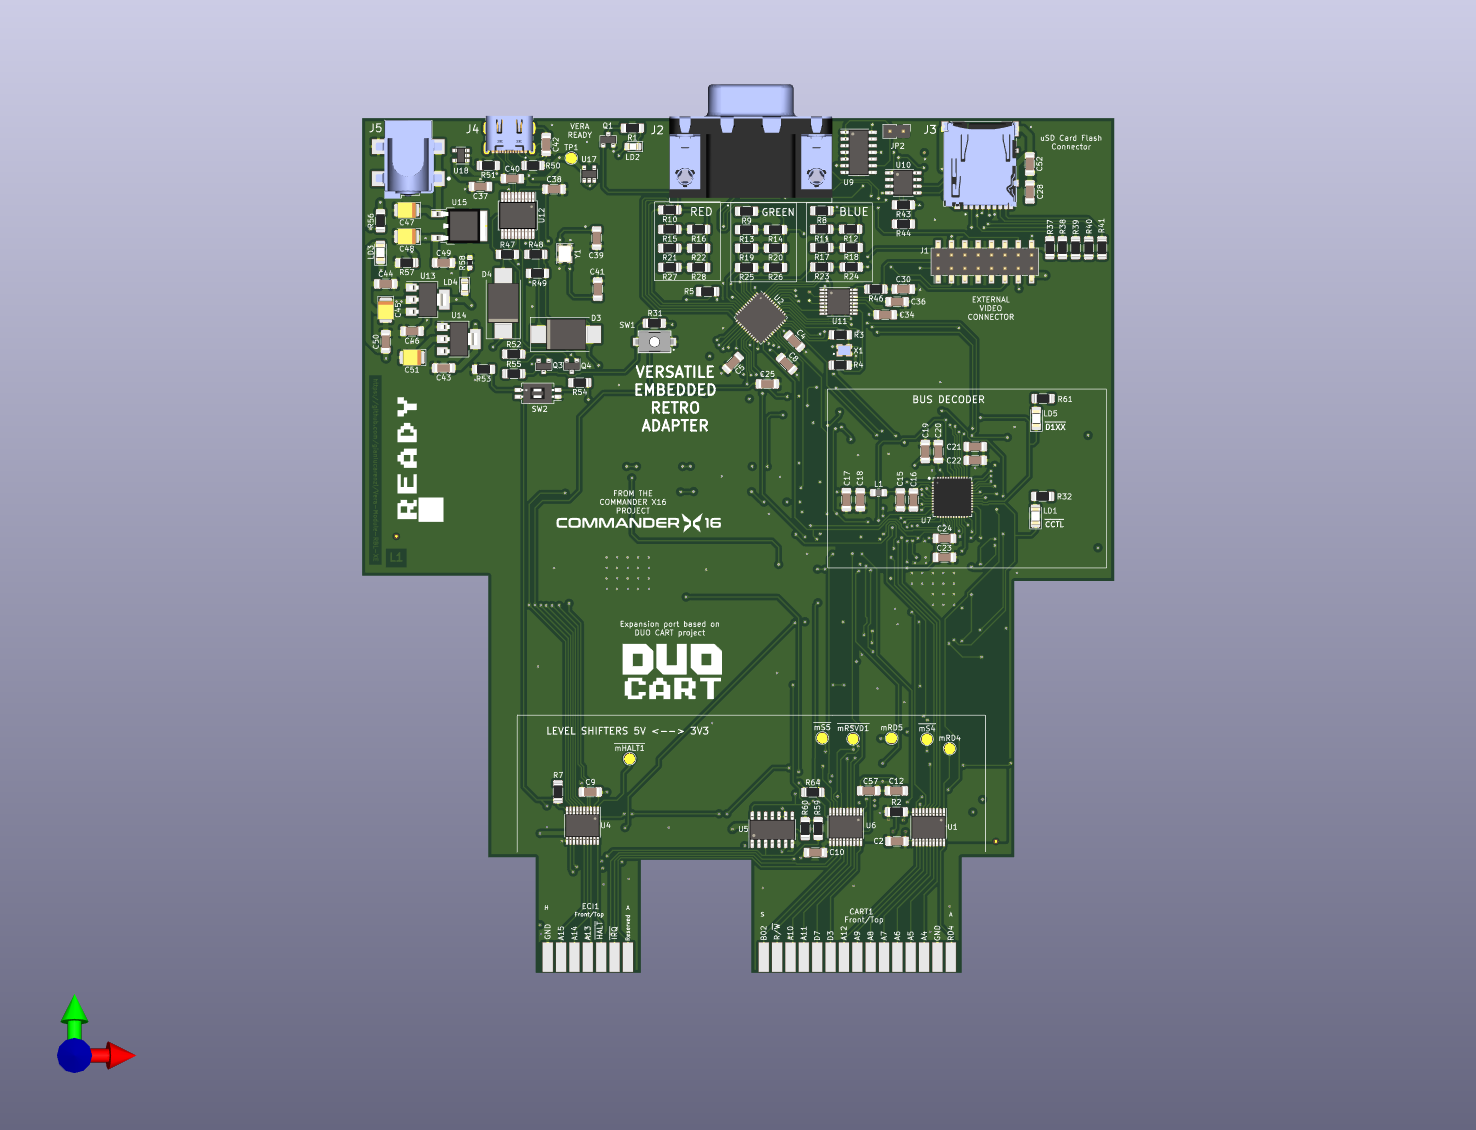 J5
J4
VERA
READY
TP1
Q1
R1
LD2
J2
U9
JP2
U10
J3
uSD Card Flash
Connector
C42
U17
U18
R51
C40
R50
C37
C38
C52
C28
R43
R44
R56
C47
U15
U12
C48
LD3
R57
C49
R58
R47
R48
R49
Y1
C39
C41
RED
GREEN
BLUE
R10
R15
R16
R21
R22
R27
R28
R9
R13
R14
R19
R20
R25
R26
R8
R11
R12
R17
R18
R23
R24
J1
R37
R38
R39
R40
R41
C44
U13
LD4
D4
C45
U14
C46
C50
C51
C43
R53
R52
R55
D3
Q3
Q4
R54
SW2
R5
R31
SW1
U2
U11
R46
C30
C36
C34
R3
X1
R4
C4
C8
C5
C25
EXTERNAL
VIDEO
CONNECTOR
VERSATILE
EMBEDDED
RETRO
ADAPTER
READY
L1
BUS DECODER
R61
LD5
D1XX
C19
C20
C21
C22
C17
C18
L1
C15
C16
U7
R32
LD1
CCTL
C24
C23
FROM THE
COMMANDER X16
PROJECT
COMMANDER X16
Expansion port based on
DUO CART project
DUO
CART
LEVEL SHIFTERS 5V <--> 3V3
mHALT1
mS5
mRSVD1
mRD5
mS4
mRD4
R7
C9
U4
R64
C57
C12
R60
R59
R2
U5
U6
U1
C10
C2
H
ECI1
A
Front/Top
GND
A15
A14
A13
HALT
IRQ
Reserved
S
CART1
A
Front/Top
BO2
R/W
A10
A11
D7
D3
A12
A9
A8
A7
A6
A5
A4
GND
RD4